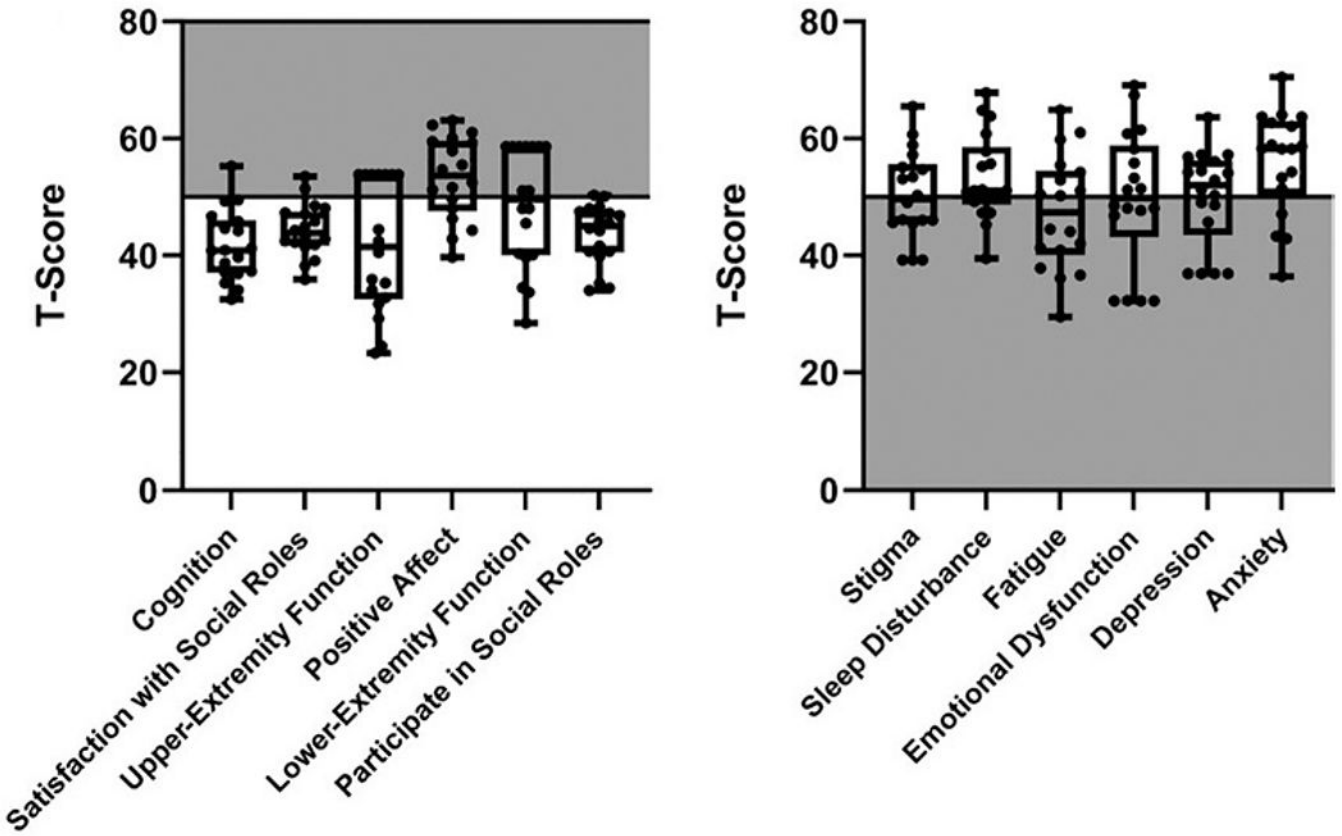 80
60
40
20
0
T-Score
Cognition
Satisfaction with Social Roles
Upper-Extremity Function
Positive Affect
Lower-Extremity Function
Participate in Social Roles
80
60
40
20
0
T-Score
Stigma
Sleep Disturbance
Fatigue
Emotional Dysfunction
Depression
Anxiety